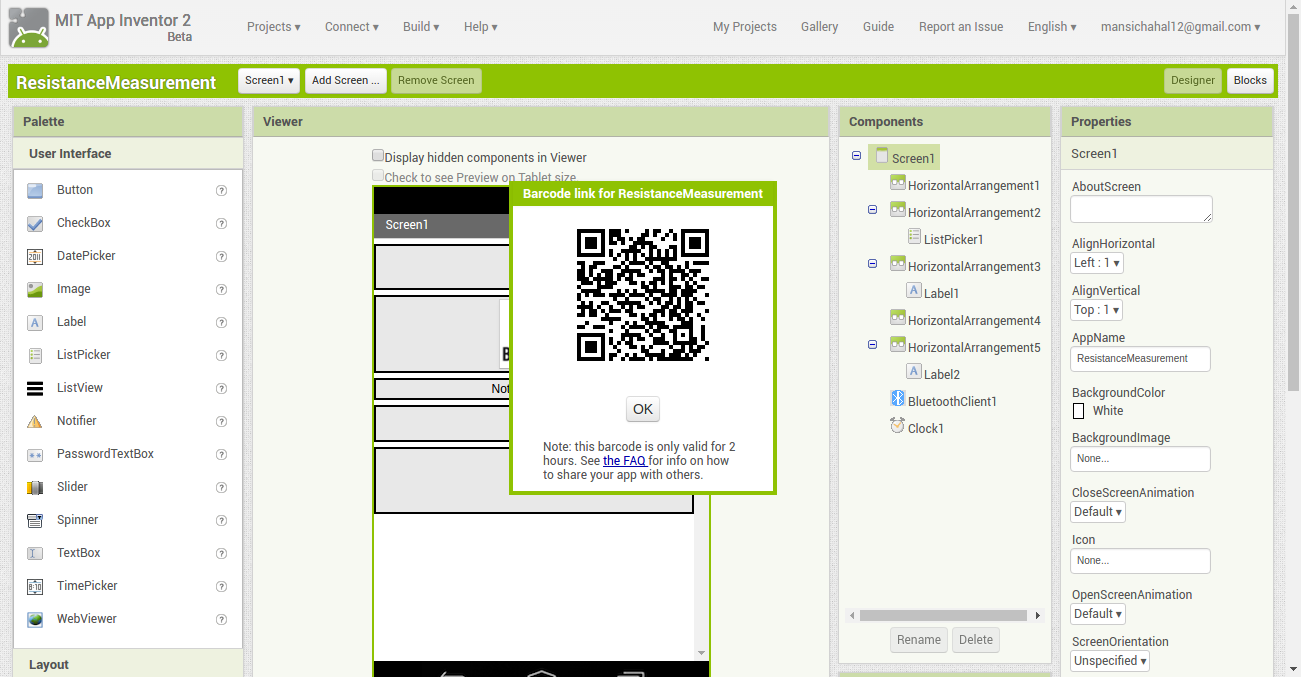 MIT App Inventor 2
Beta
Projects ▾ Connect ▾ Build ▾ Help ▾ My Projects Gallery Guide Report an Issue English ▾ mansichahal12@gmail.com ▾
ResistanceMeasurement Screen1 ▾ Add Screen ... Remove Screen Designer Blocks
Palette
User Interface
Button ?
CheckBox ?
2011 DatePicker ?
Image ?
A Label ?
ListPicker ?
ListView ?
Notifier ?
PasswordTextBox ?
Slider ?
Spinner ?
TextBox ?
8:10 TimePicker ?
WebViewer ?
Layout
Viewer
Display hidden components in Viewer
Check to see Preview on Tablet size
Screen1
B
Not
Barcode link for ResistanceMeasurement
OK
Note: this barcode is only valid for 2
hours. See the FAQ for info on how
to share your app with others.
Components
Screen1
HorizontalArrangement1
HorizontalArrangement2
ListPicker1
HorizontalArrangement3
A Label1
HorizontalArrangement4
HorizontalArrangement5
A Label2
BluetoothClient1
Clock1
Rename Delete
Properties
Screen1
AboutScreen
AlignHorizontal
Left : 1 ▾
AlignVertical
Top : 1 ▾
AppName
ResistanceMeasurement
BackgroundColor
White
BackgroundImage
None...
CloseScreenAnimation
Default ▾
Icon
None...
OpenScreenAnimation
Default ▾
ScreenOrientation
Unspecified ▾